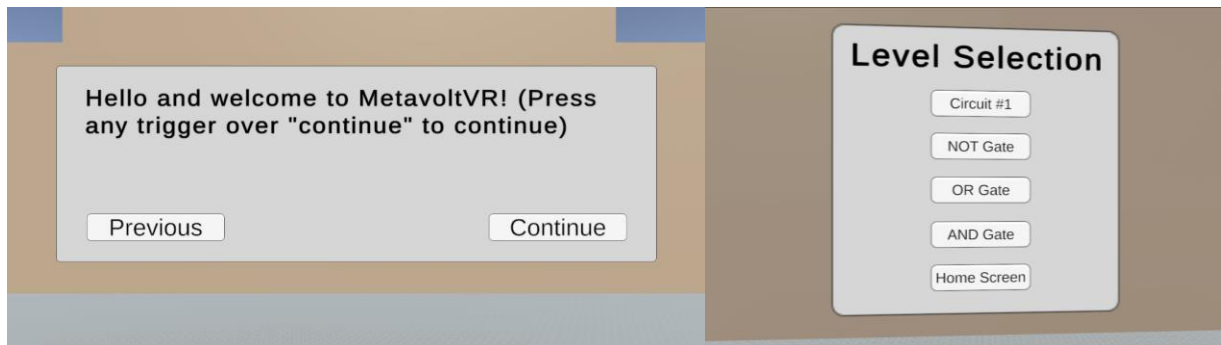 Hello and welcome to MetavoltVR! (Press
any trigger over "continue" to continue)
Previous
Continue
Level Selection
Circuit #1
NOT Gate
OR Gate
AND Gate
Home Screen